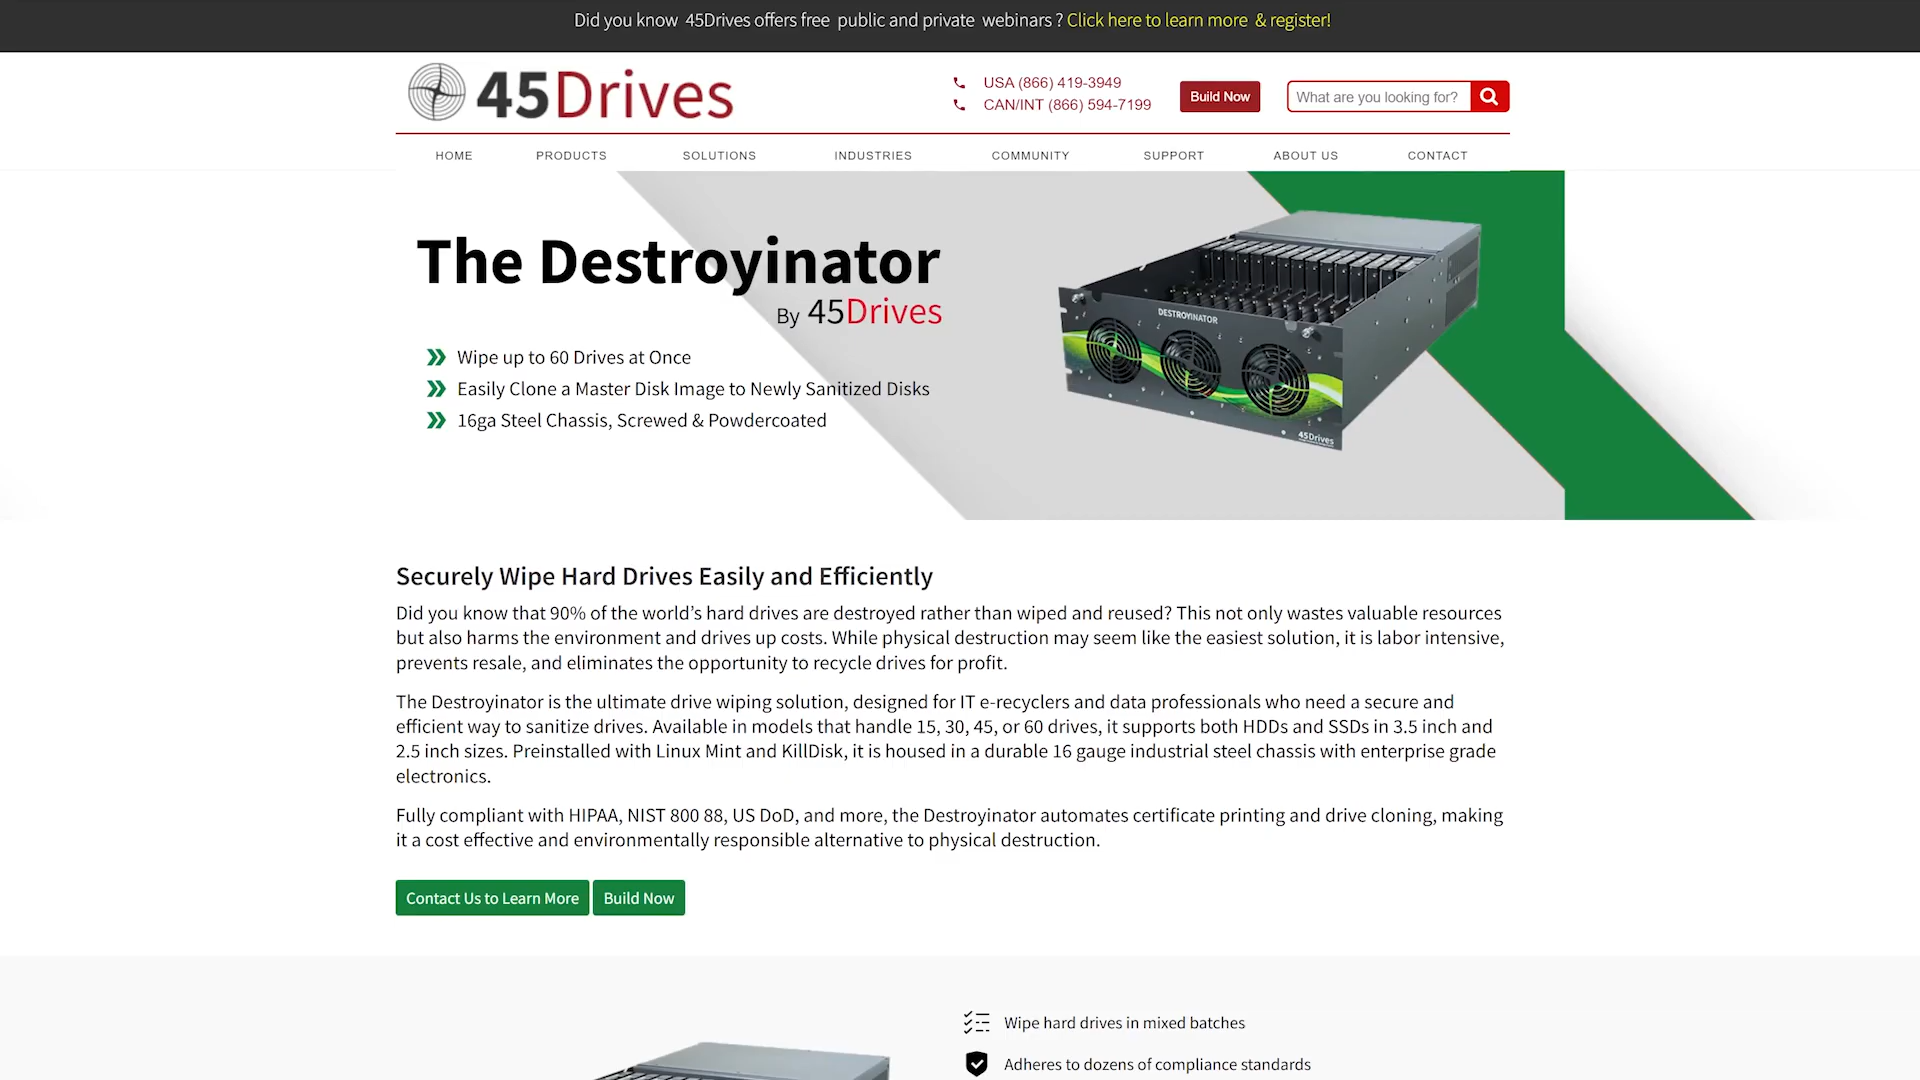 Did you know 45Drives offers free public and private webinars ? Click here to learn more & register!
45Drives
USA (866) 419-3949
CAN/INT (866) 594-7199
Build Now
What are you looking for?
HOME PRODUCTS SOLUTIONS INDUSTRIES COMMUNITY SUPPORT ABOUT US CONTACT
The Destroyinator
By 45Drives
Wipe up to 60 Drives at Once
Easily Clone a Master Disk Image to Newly Sanitized Disks
16ga Steel Chassis, Screwed & Powdercoated
DESTROYINATOR
45Drives
Securely Wipe Hard Drives Easily and Efficiently
Did you know that 90% of the world’s hard drives are destroyed rather than wiped and reused? This not only wastes valuable resources
but also harms the environment and drives up costs. While physical destruction may seem like the easiest solution, it is labor intensive,
prevents resale, and eliminates the opportunity to recycle drives for profit.
The Destroyinator is the ultimate drive wiping solution, designed for IT e-recyclers and data professionals who need a secure and
efficient way to sanitize drives. Available in models that handle 15, 30, 45, or 60 drives, it supports both HDDs and SSDs in 3.5 inch and
2.5 inch sizes. Preinstalled with Linux Mint and KillDisk, it is housed in a durable 16 gauge industrial steel chassis with enterprise grade
electronics.
Fully compliant with HIPAA, NIST 800 88, US DoD, and more, the Destroyinator automates certificate printing and drive cloning, making
it a cost effective and environmentally responsible alternative to physical destruction.
Contact Us to Learn More
Build Now
Wipe hard drives in mixed batches
Adheres to dozens of compliance standards